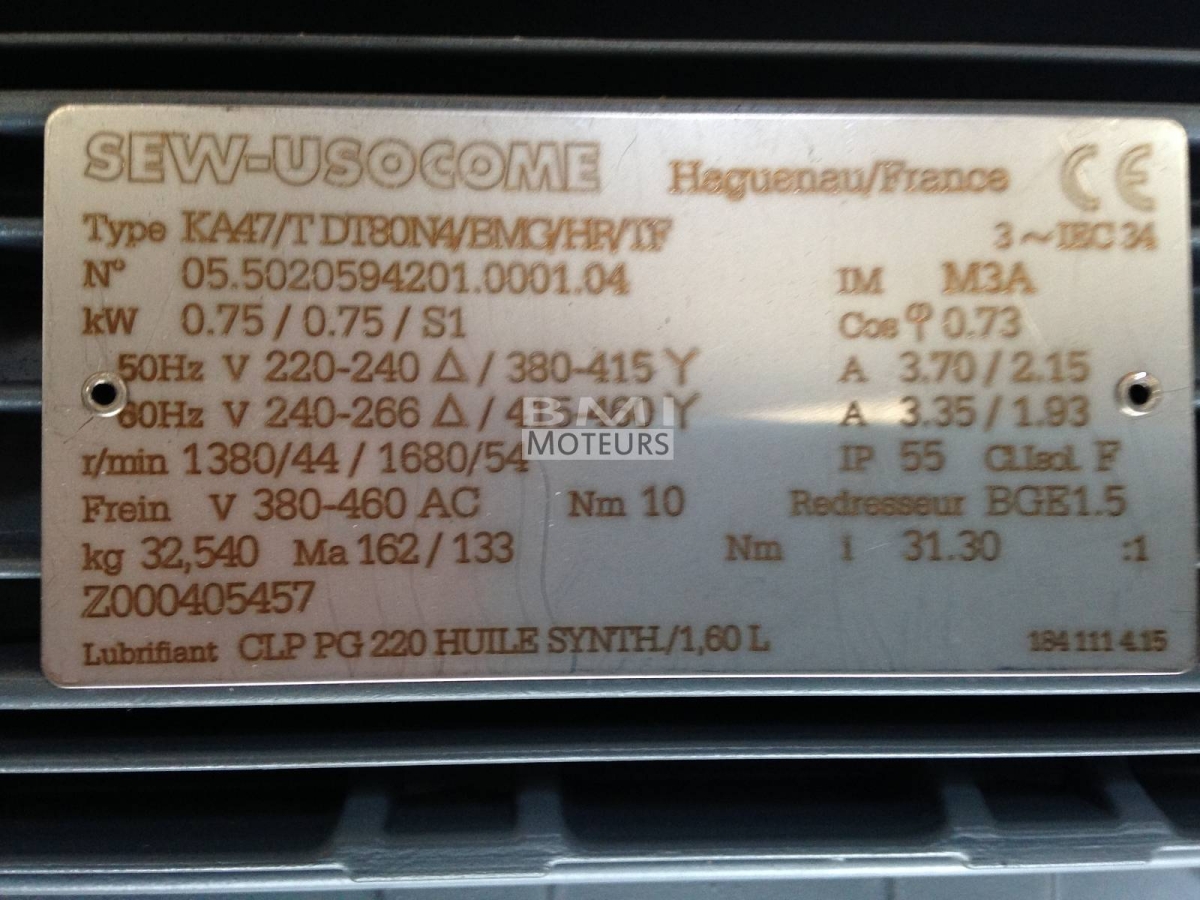 SEW-USOCOME Haguenau/France CE
Type KA47/T DT80N4/BMG/HR/TF 3~IEC 34
N° 05.5020594201.0001.04 IM M3A
kW 0.75 / 0.75 / S1 Cos φ 0.73
50Hz V 220-240 Δ / 380-415 Y A 3.70 / 2.15
60Hz V 240-266 Δ / 415-460 Y A 3.35 / 1.93
BMI
MOTEURS
r/min 1380/44 / 1680/54 IP 55 Cl.Isol. F
Frein V 380-460 AC Nm 10 Redresseur BGE1.5
kg 32,540 Ma 162 / 133 Nm i 31.30 :1
Z000405457
Lubrifiant CLP PG 220 HUILE SYNTH./1,60 L 184 111 4.15